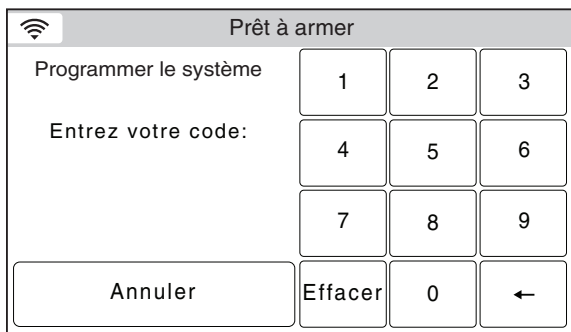 Prêt à armer
Programmer le système
Entrez votre code:
1 2 3
4 5 6
7 8 9
Annuler Effacer 0 ←